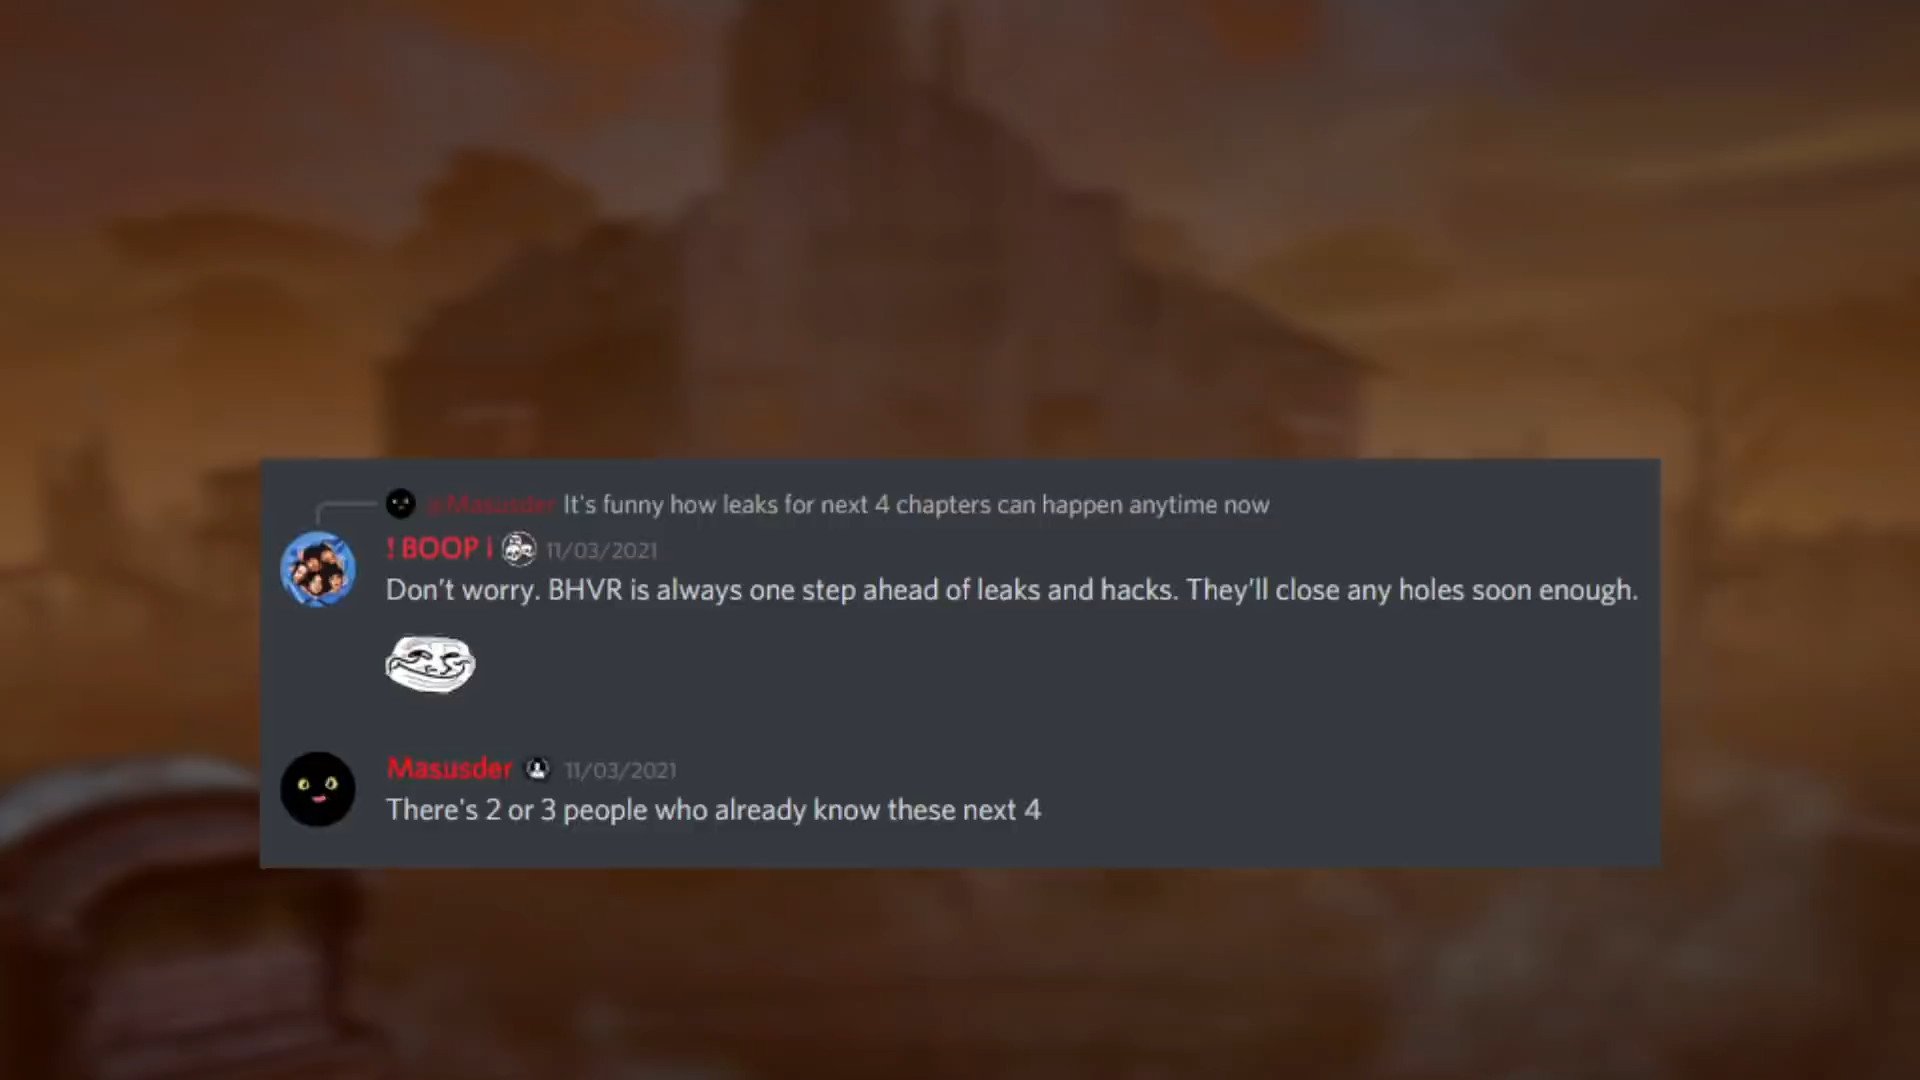 @Masusder It's funny how leaks for next 4 chapters can happen anytime now
! BOOP ¡ 11/03/2021
Don't worry. BHVR is always one step ahead of leaks and hacks. They'll close any holes soon enough.
Masusder 11/03/2021
There's 2 or 3 people who already know these next 4